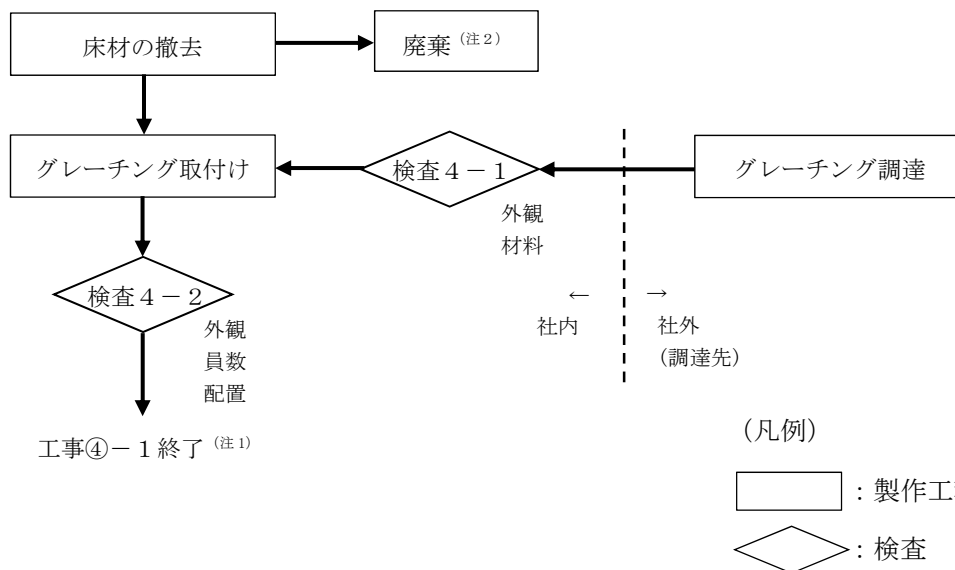 床材の撤去
廃棄（注２）
グレーチング取付け
検査４－１
グレーチング調達
外観
材料
検査４－２
←
→
社内
社外
（調達先）
外観
員数
配置
工事④－１終了（注1）
（凡例）
：製作工
：検査